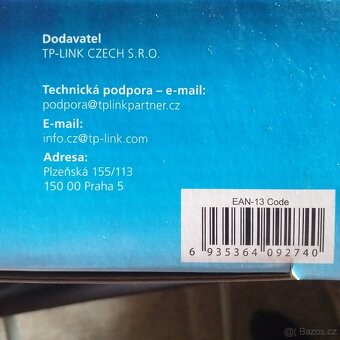 Dodavatel
TP-LINK CZECH S.R.O.
Technická podpora – e-mail:
podpora@tplinkpartner.cz
E-mail:
info.cz@tp-link.com
Adresa:
Plzeňská 155/113
150 00 Praha 5
EAN-13 Code
6 935364 092740
Bazos.cz